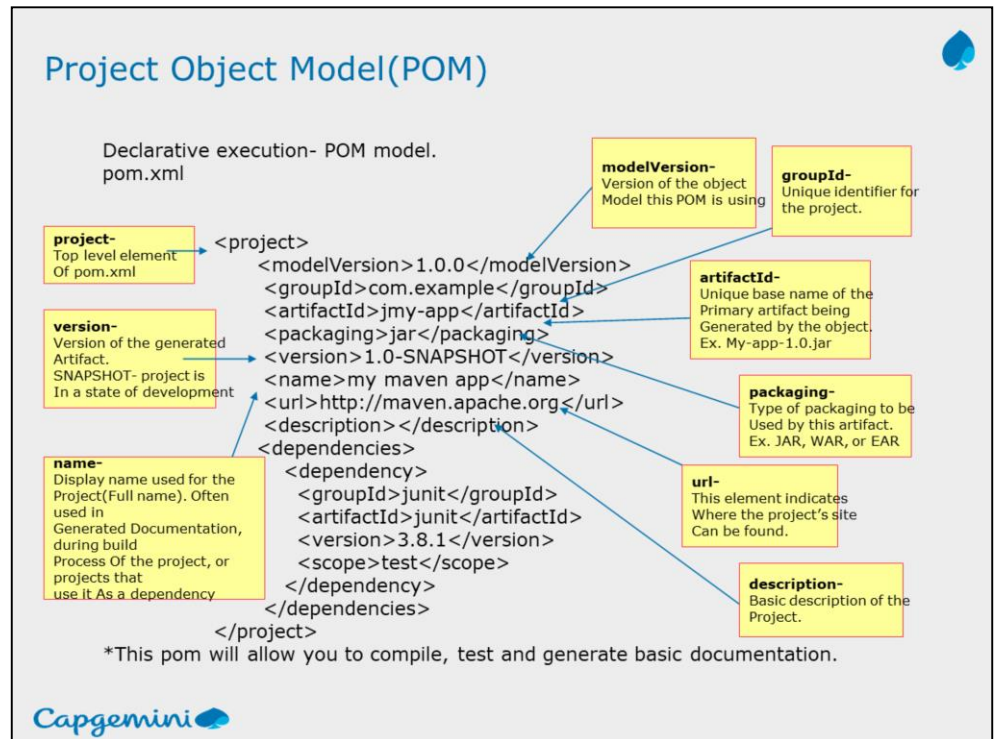 Project Object Model(POM)
Declarative execution- POM model.
pom.xml
modelVersion-
Version of the object
Model this POM is using
groupId-
Unique identifier for
the project.
project-
Top level element
Of pom.xml
version-
Version of the generated
Artifact.
SNAPSHOT- project is
In a state of development
name-
Display name used for the
Project(Full name). Often
used in
Generated Documentation,
during build
Process Of the project, or
projects that
use it As a dependency
<project>
<modelVersion>1.0.0</modelVersion>
<groupId>com.example</groupId>
<artifactId>jmy-app</artifactId>
<packaging>jar</packaging>
<version>1.0-SNAPSHOT</version>
<name>my maven app</name>
<url>http://maven.apache.org</url>
<description></description>
<dependencies>
<dependency>
<groupId>junit</groupId>
<artifactId>junit</artifactId>
<version>3.8.1</version>
<scope>test</scope>
</dependency>
</dependencies>
</project>
artifactId-
Unique base name of the
Primary artifact being
Generated by the object.
Ex. My-app-1.0.jar
packaging-
Type of packaging to be
Used by this artifact.
Ex. JAR, WAR, or EAR
url-
This element indicates
Where the project's site
Can be found.
description-
Basic description of the
Project.
*This pom will allow you to compile, test and generate basic documentation.
Capgemini